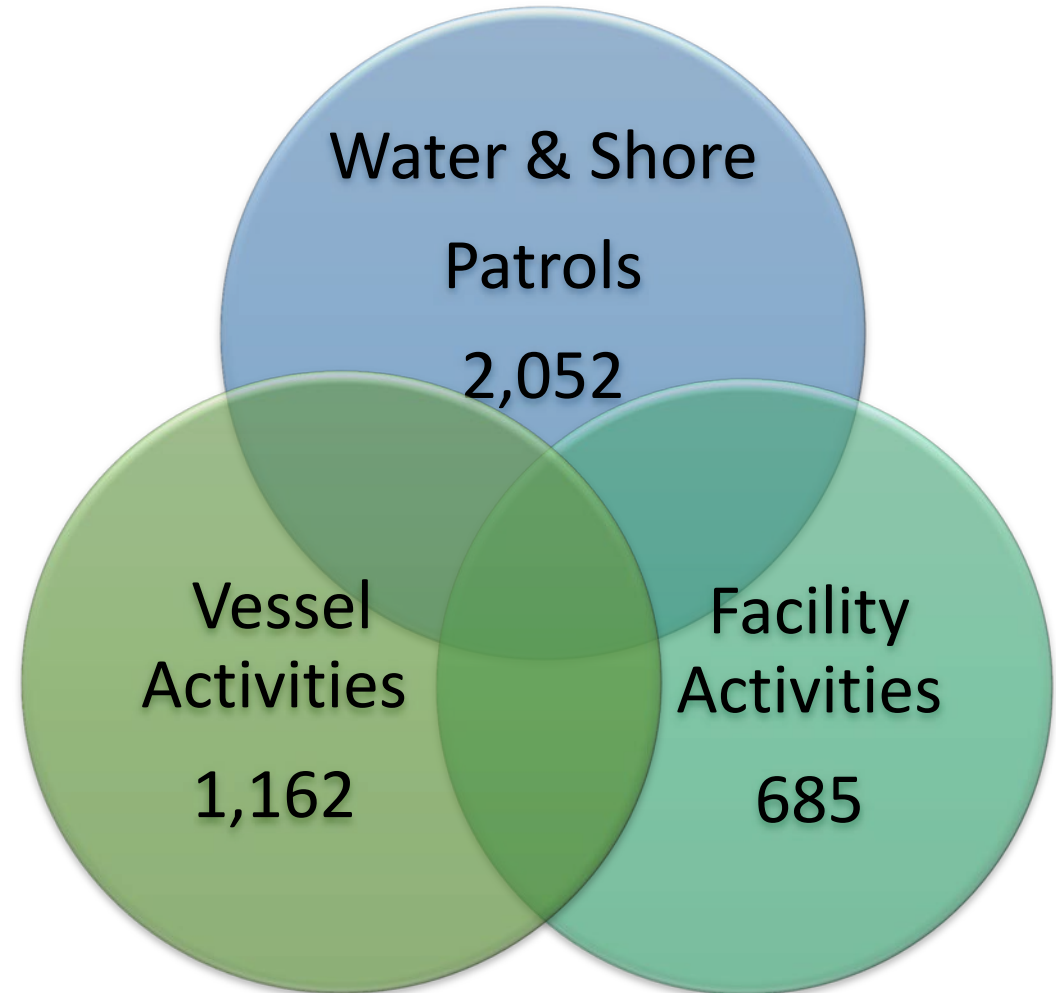 Water & Shore
Patrols
2,052
Vessel
Activities
1,162
Facility
Activities
685